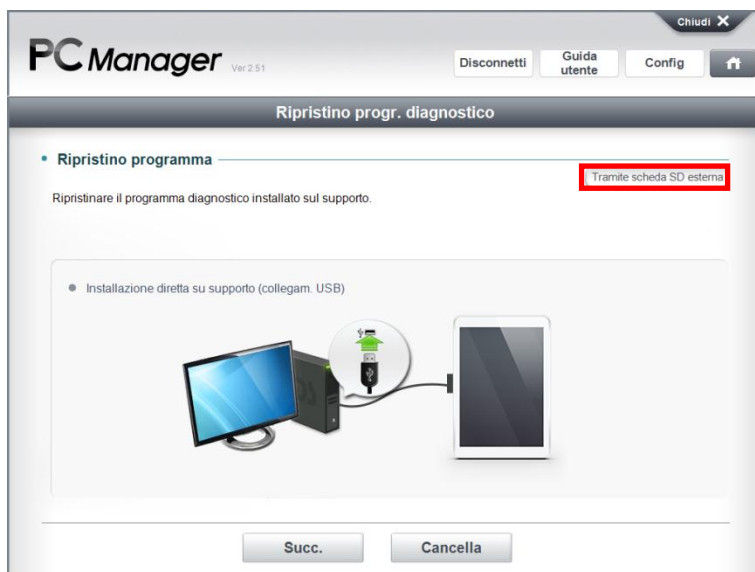 Chiudi X
PC Manager Ver 2.51
Disconnetti
Guida
utente
Config
Ripristino progr. diagnostico
Ripristino programma
Tramite scheda SD esterna
Ripristinare il programma diagnostico installato sul supporto.
Installazione diretta su supporto (collegam. USB)
Succ.
Cancella